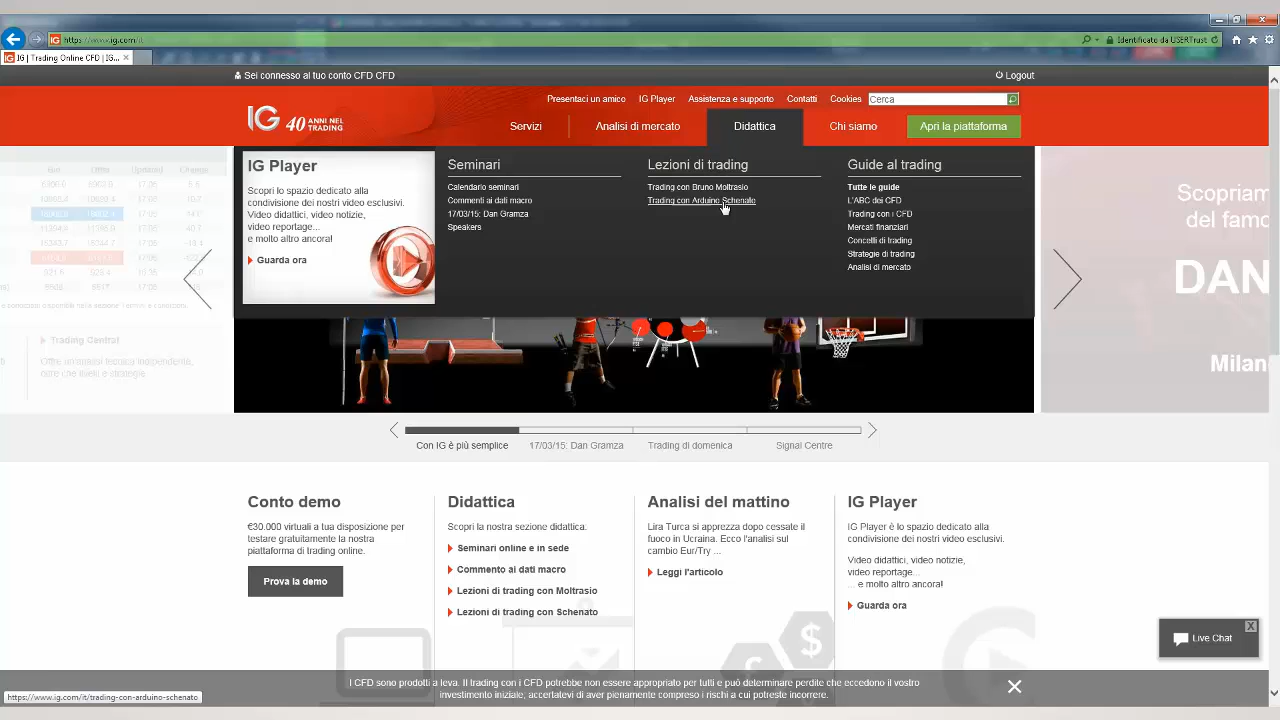 https://www.ig.com/it
Identificato da USERTrust
IG | Trading Online CFD | IG...
Sei connesso al tuo conto CFD CFD
Logout
Presentaci un amico
IG Player
Assistenza e supporto
Contatti
Cookies
Cerca
IG 40 ANNI NEL TRADING
Servizi
Analisi di mercato
Didattica
Chi siamo
Apri la piattaforma
IG Player
Scopri lo spazio dedicato alla
condivisione dei nostri video esclusivi.
Video didattici, video notizie,
video reportage...
e molto altro ancora!
Guarda ora
Seminari
Calendario seminari
Commenti ai dati macro
17/03/15: Dan Gramza
Speakers
Lezioni di trading
Trading con Bruno Moltrasio
Trading con Arduino Schenato
Guide al trading
Tutte le guide
L'ABC dei CFD
Trading con i CFD
Mercati finanziari
Concetti di trading
Strategie di trading
Analisi di mercato
Scopriam
del famo
DAN
Milano
Trading Central
Con IG è più semplice
17/03/15: Dan Gramza
Trading di domenica
Signal Centre
Conto demo
€30.000 virtuali a tua disposizione per
testare gratuitamente la nostra
piattaforma di trading online.
Prova la demo
Didattica
Scopri la nostra sezione didattica:
Seminari online e in sede
Commento ai dati macro
Lezioni di trading con Moltrasio
Lezioni di trading con Schenato
Analisi del mattino
Lira Turca si apprezza dopo cessate il
fuoco in Ucraina. Ecco l'analisi sul
cambio Eur/Try ...
Leggi l'articolo
IG Player
IG Player è lo spazio dedicato alla
condivisione dei nostri video esclusivi.
Video didattici, video notizie,
video reportage...
... e molto altro ancora!
Guarda ora
Live Chat
X
I CFD sono prodotti a leva. Il trading con i CFD potrebbe non essere appropriato per tutti e può determinare perdite che eccedono il vostro
investimento iniziale; accertatevi di aver pienamente compreso i rischi a cui potreste incorrere.
https://www.ig.com/it/trading-con-arduino-schenato